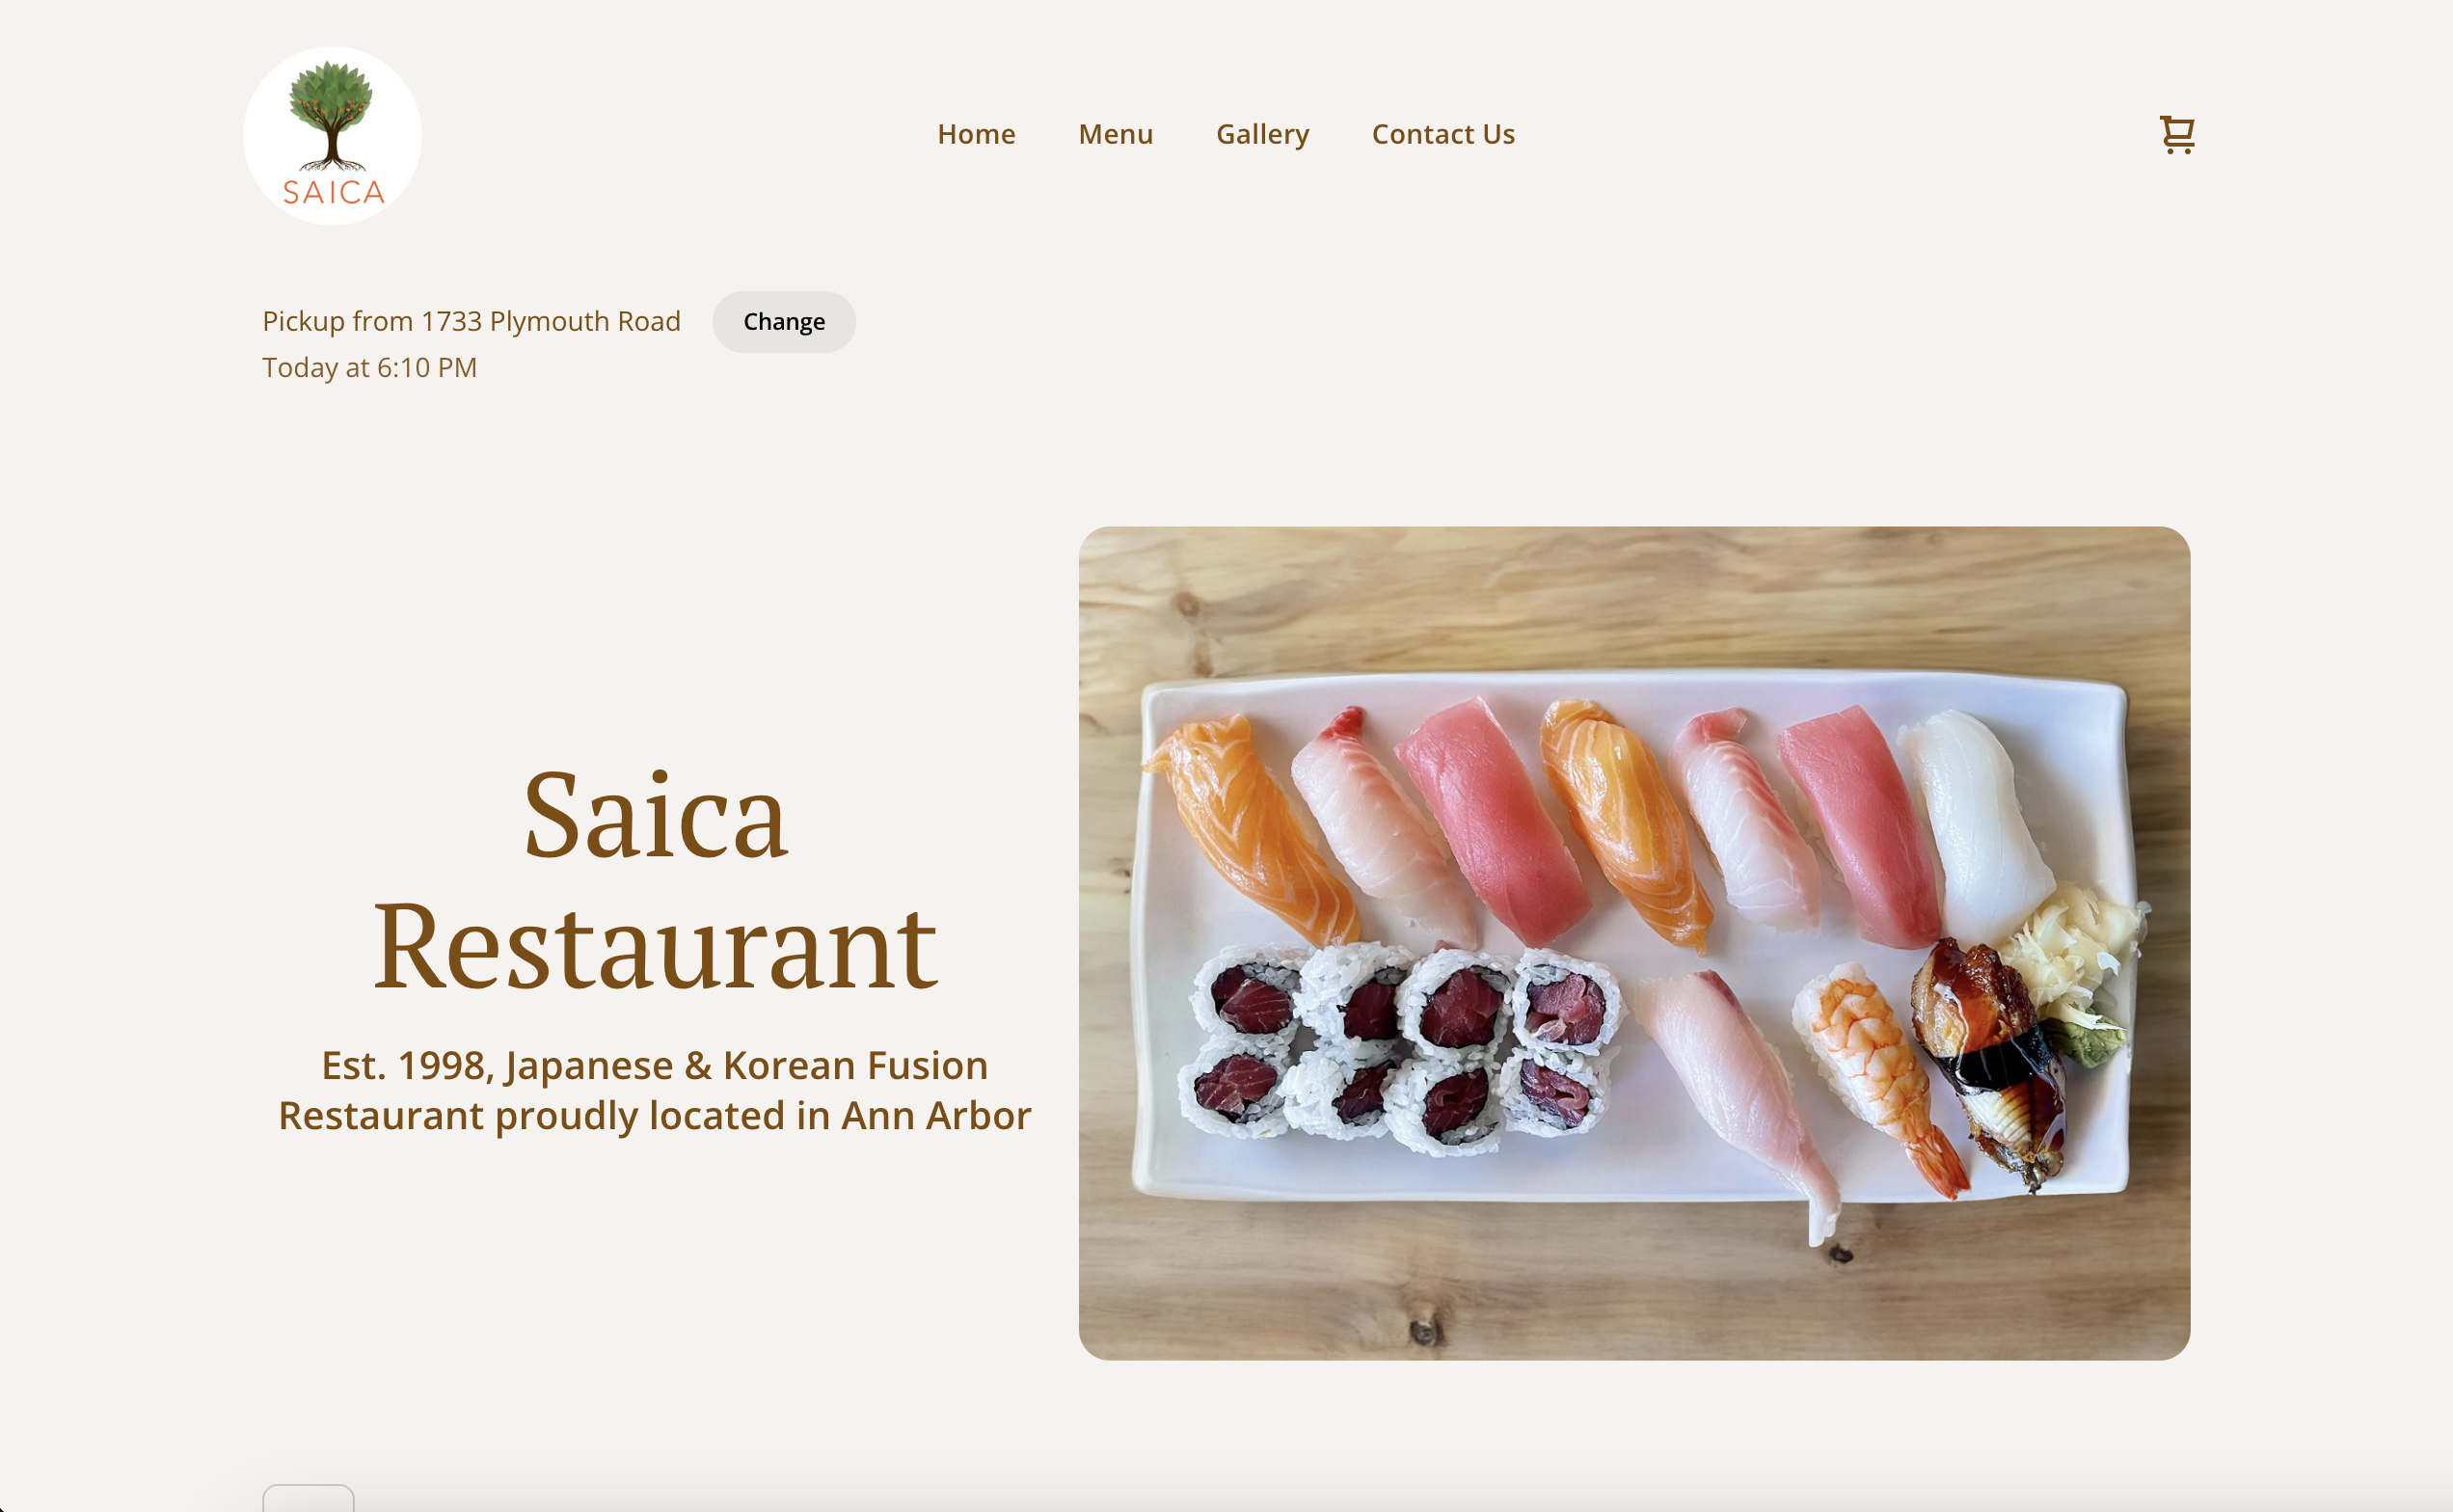 SAICA
Home Menu Gallery Contact Us
Pickup from 1733 Plymouth Road Change
Today at 6:10 PM
Saica
Restaurant
Est. 1998, Japanese & Korean Fusion
Restaurant proudly located in Ann Arbor